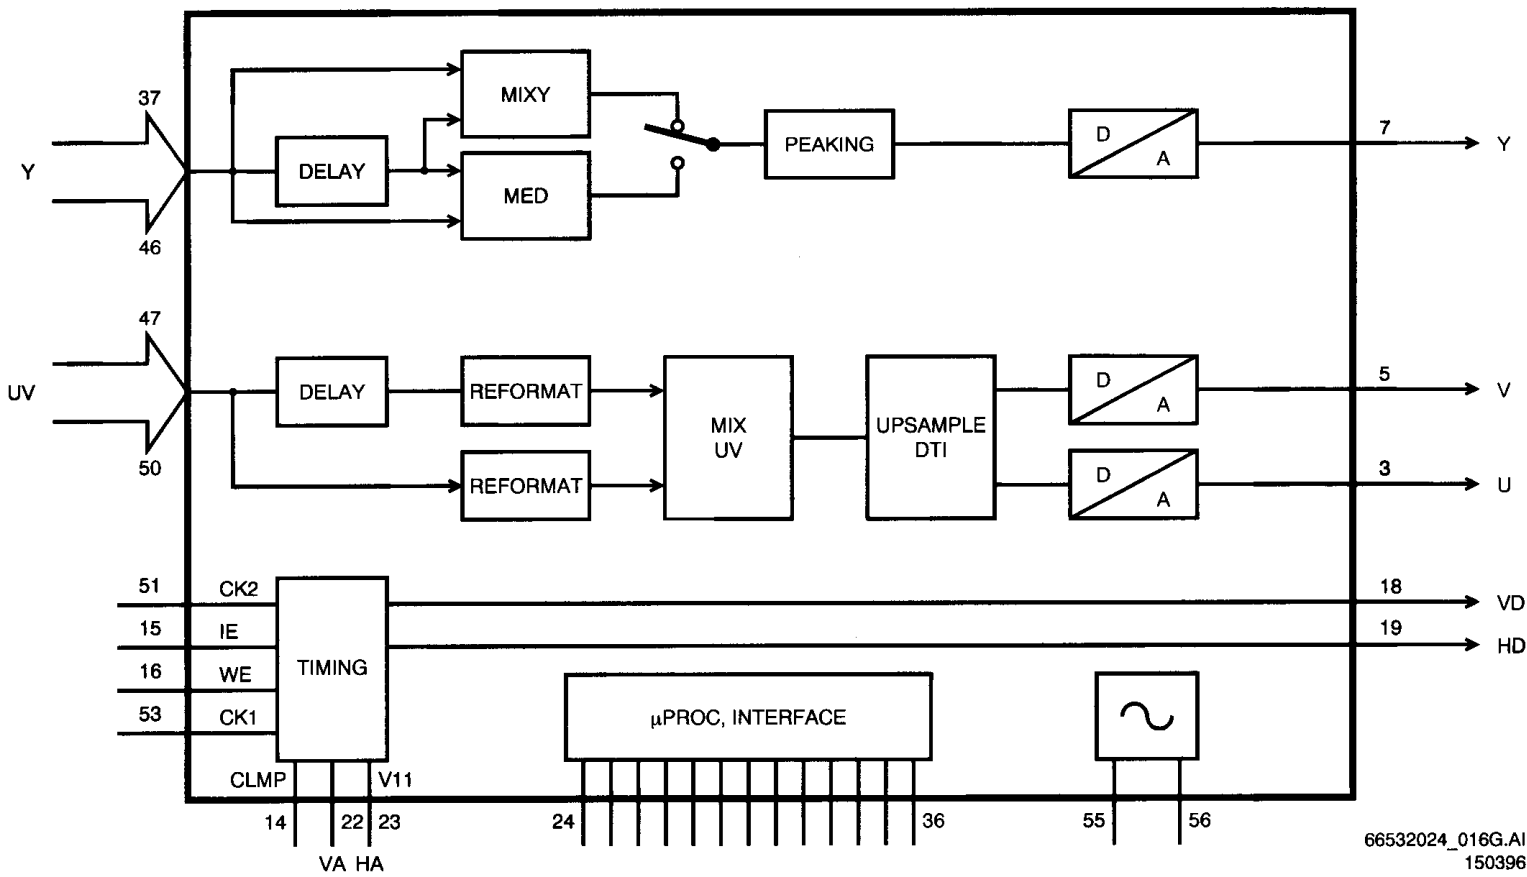 37
Y
46
MIXY
DELAY
MED
PEAKING
D
A
7
Y
47
UV
50
DELAY
REFORMAT
REFORMAT
MIX
UV
UPSAMPLE
DTI
D
A
5
V
D
A
3
U
51
CK2
15
IE
16
WE
53
CK1
TIMING
18
VD
19
HD
µPROC, INTERFACE
CLMP
V11
14
22
23
VA
HA
24
36
55
56
66532024_016G.AI
150396